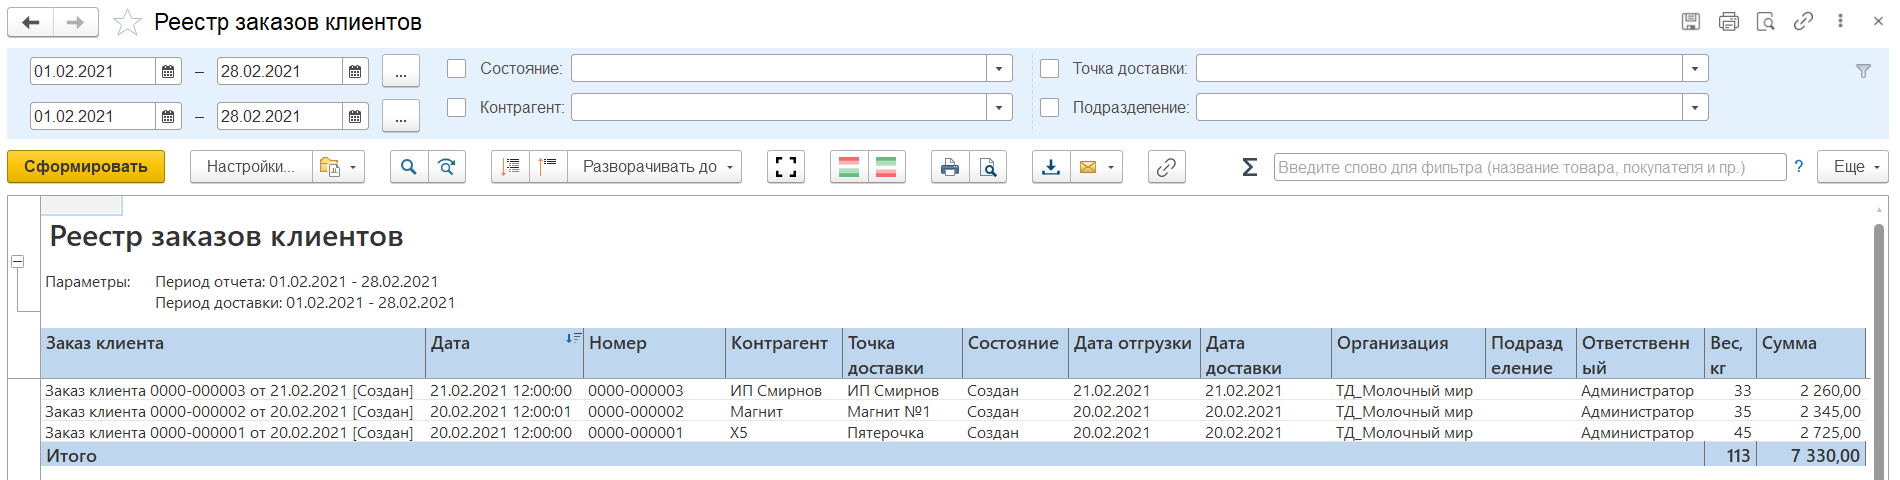 Реестр заказов клиентов
01.02.2021 – 28.02.2021 ... Состояние: Точка доставки:
01.02.2021 – 28.02.2021 ... Контрагент: Подразделение:
Сформировать Настройки... Разворачивать до Σ Введите слово для фильтра (название товара, покупателя и пр.) ? Еще
Реестр заказов клиентов
Параметры: Период отчета: 01.02.2021 - 28.02.2021
Период доставки: 01.02.2021 - 28.02.2021
Заказ клиента Дата Номер Контрагент Точка Состояние Дата отгрузки Дата Организация Подразд Ответственн Вес, Сумма
доставки доставки еление ый кг
Заказ клиента 0000-000003 от 21.02.2021 [Создан] 21.02.2021 12:00:00 0000-000003 ИП Смирнов ИП Смирнов Создан 21.02.2021 21.02.2021 ТД_Молочный мир Администратор 33 2 260,00
Заказ клиента 0000-000002 от 20.02.2021 [Создан] 20.02.2021 12:00:01 0000-000002 Магнит Магнит №1 Создан 20.02.2021 20.02.2021 ТД_Молочный мир Администратор 35 2 345,00
Заказ клиента 0000-000001 от 20.02.2021 [Создан] 20.02.2021 12:00:00 0000-000001 X5 Пятерочка Создан 20.02.2021 20.02.2021 ТД_Молочный мир Администратор 45 2 725,00
Итого 113 7 330,00